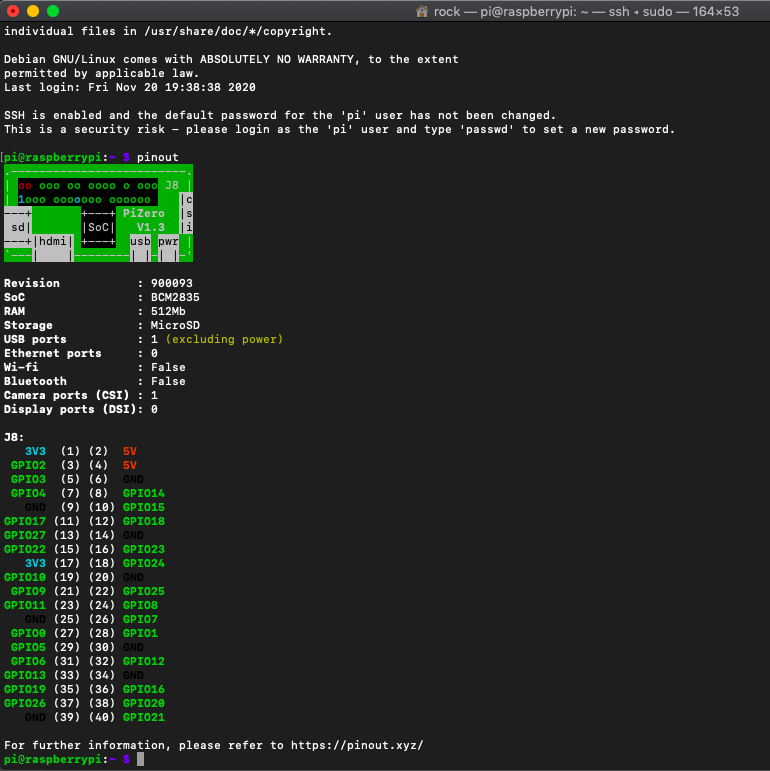 rock — pi@raspberrypi: ~ — ssh ◂ sudo — 164×53
individual files in /usr/share/doc/*/copyright.
Debian GNU/Linux comes with ABSOLUTELY NO WARRANTY, to the extent
permitted by applicable law.
Last login: Fri Nov 20 19:38:38 2020
SSH is enabled and the default password for the 'pi' user has not been changed.
This is a security risk – please login as the 'pi' user and type 'passwd' to set a new password.
[pi@raspberrypi:~ $ pinout
.-------------------------.
| oo ooo oo oooo o ooo J8 |
| 1ooo oooooooo oooooo   |c
---+       +---+ PiZero  |s
 sd|       |SoC|   V1.3  |i
---+|hdmi| +---+ usb pwr |
`---|    |--------| |-| |-'
Revision           : 900093
SoC                : BCM2835
RAM                : 512Mb
Storage            : MicroSD
USB ports          : 1 (excluding power)
Ethernet ports     : 0
Wi-fi              : False
Bluetooth          : False
Camera ports (CSI) : 1
Display ports (DSI): 0
J8:
   3V3  (1) (2)  5V
 GPIO2  (3) (4)  5V
 GPIO3  (5) (6)  GND
 GPIO4  (7) (8)  GPIO14
   GND  (9) (10) GPIO15
GPIO17 (11) (12) GPIO18
GPIO27 (13) (14) GND
GPIO22 (15) (16) GPIO23
   3V3 (17) (18) GPIO24
GPIO10 (19) (20) GND
 GPIO9 (21) (22) GPIO25
GPIO11 (23) (24) GPIO8
   GND (25) (26) GPIO7
 GPIO0 (27) (28) GPIO1
 GPIO5 (29) (30) GND
 GPIO6 (31) (32) GPIO12
GPIO13 (33) (34) GND
GPIO19 (35) (36) GPIO16
GPIO26 (37) (38) GPIO20
   GND (39) (40) GPIO21
For further information, please refer to https://pinout.xyz/
pi@raspberrypi:~ $